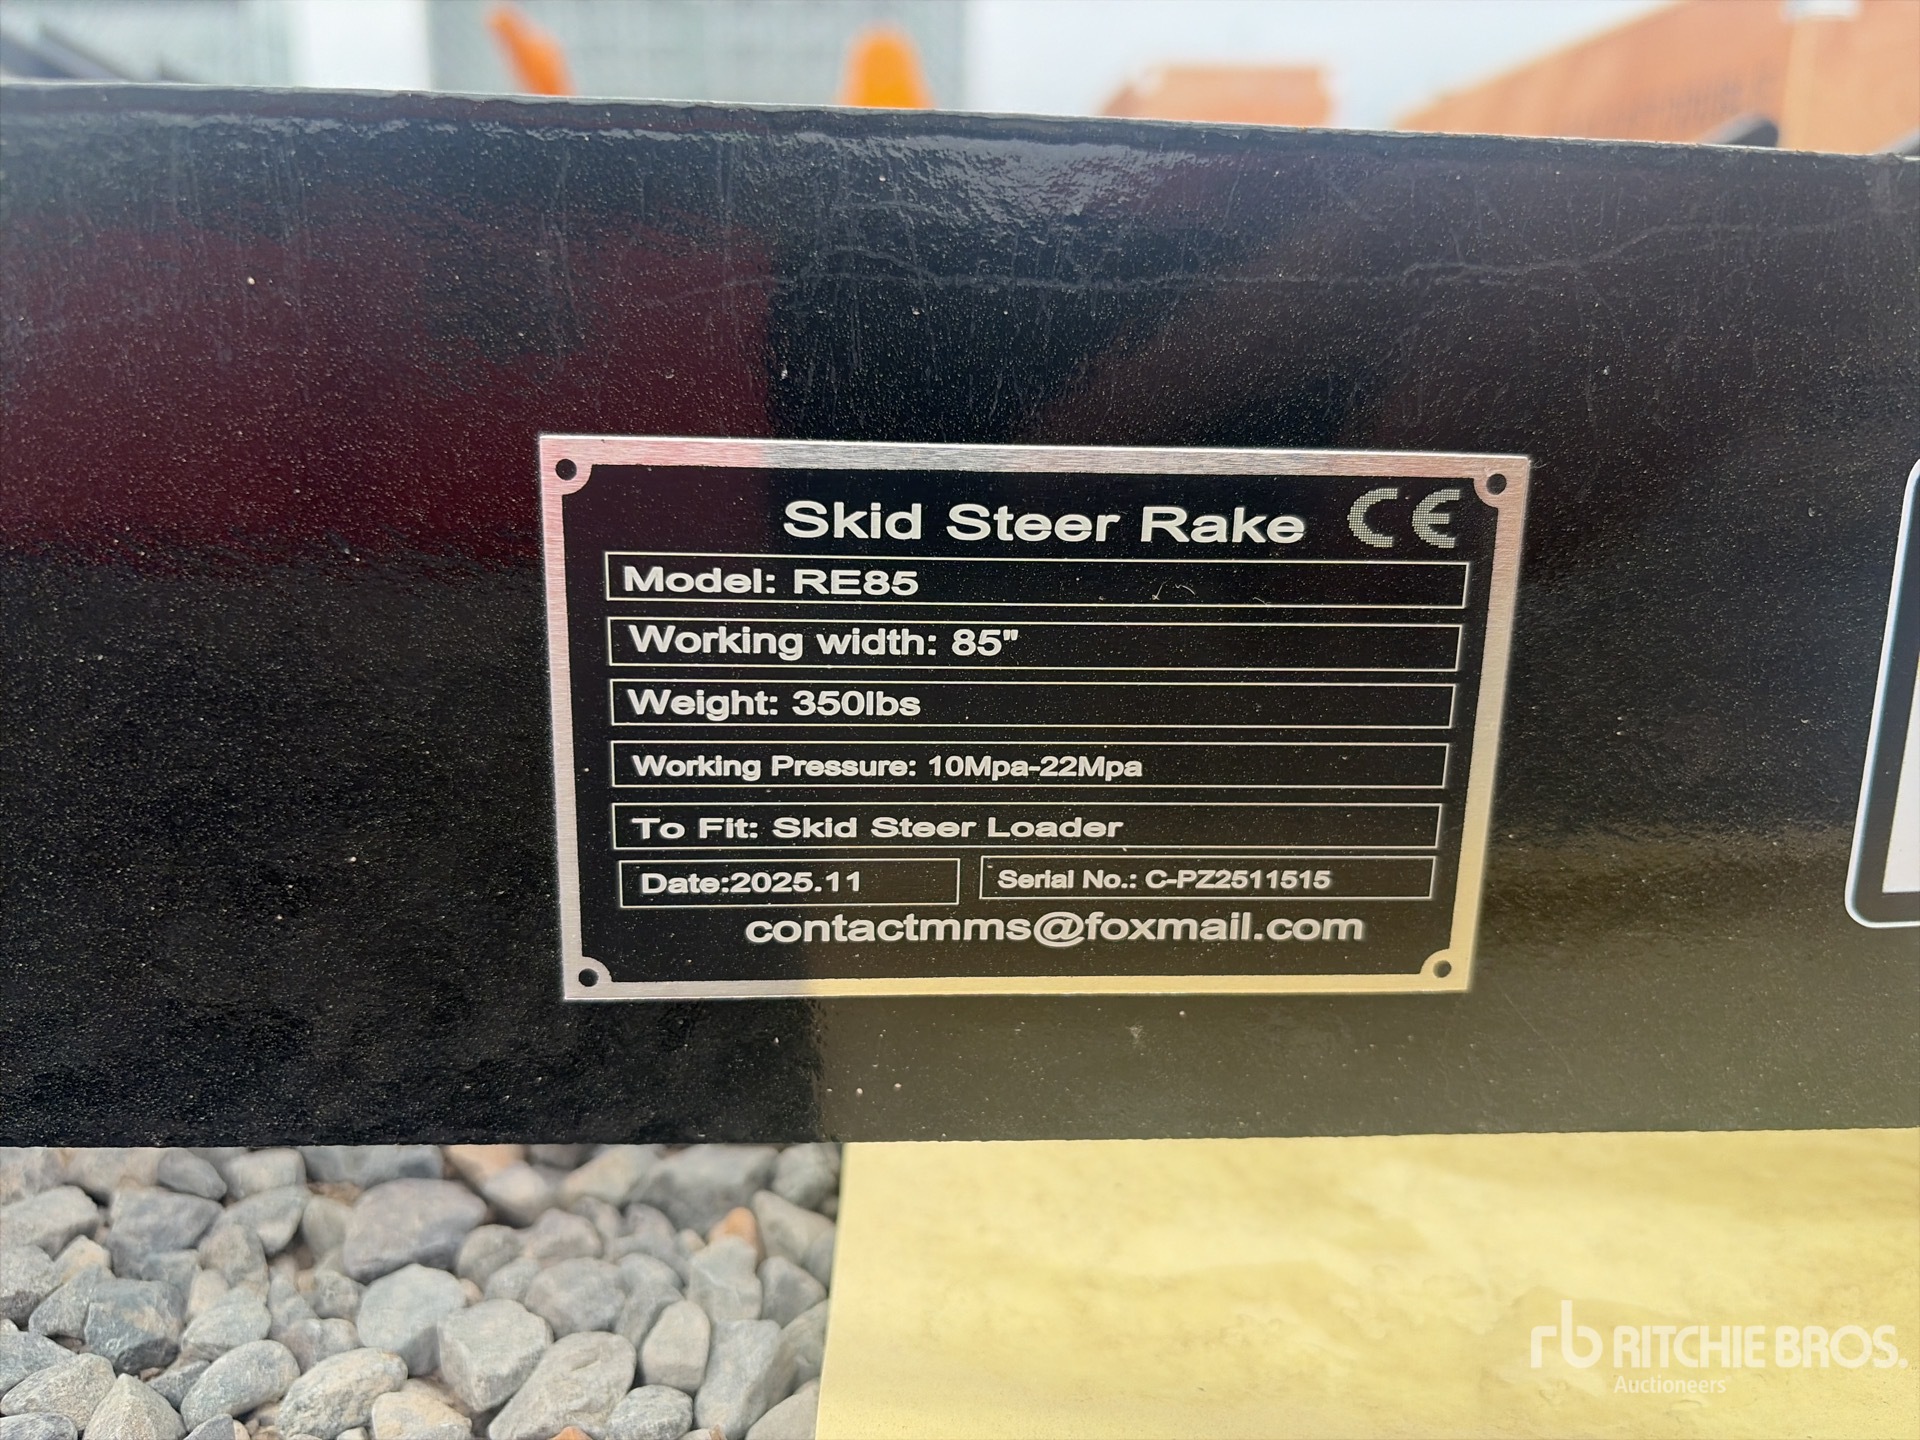 Skid Steer Rake CE
Model: RE85
Working width: 85"
Weight: 350lbs
Working Pressure: 10Mpa-22Mpa
To Fit: Skid Steer Loader
Date:2025.11 Serial No.: C-PZ2511515
contactmms@foxmail.com
rb RITCHIE BROS.
Auctioneers